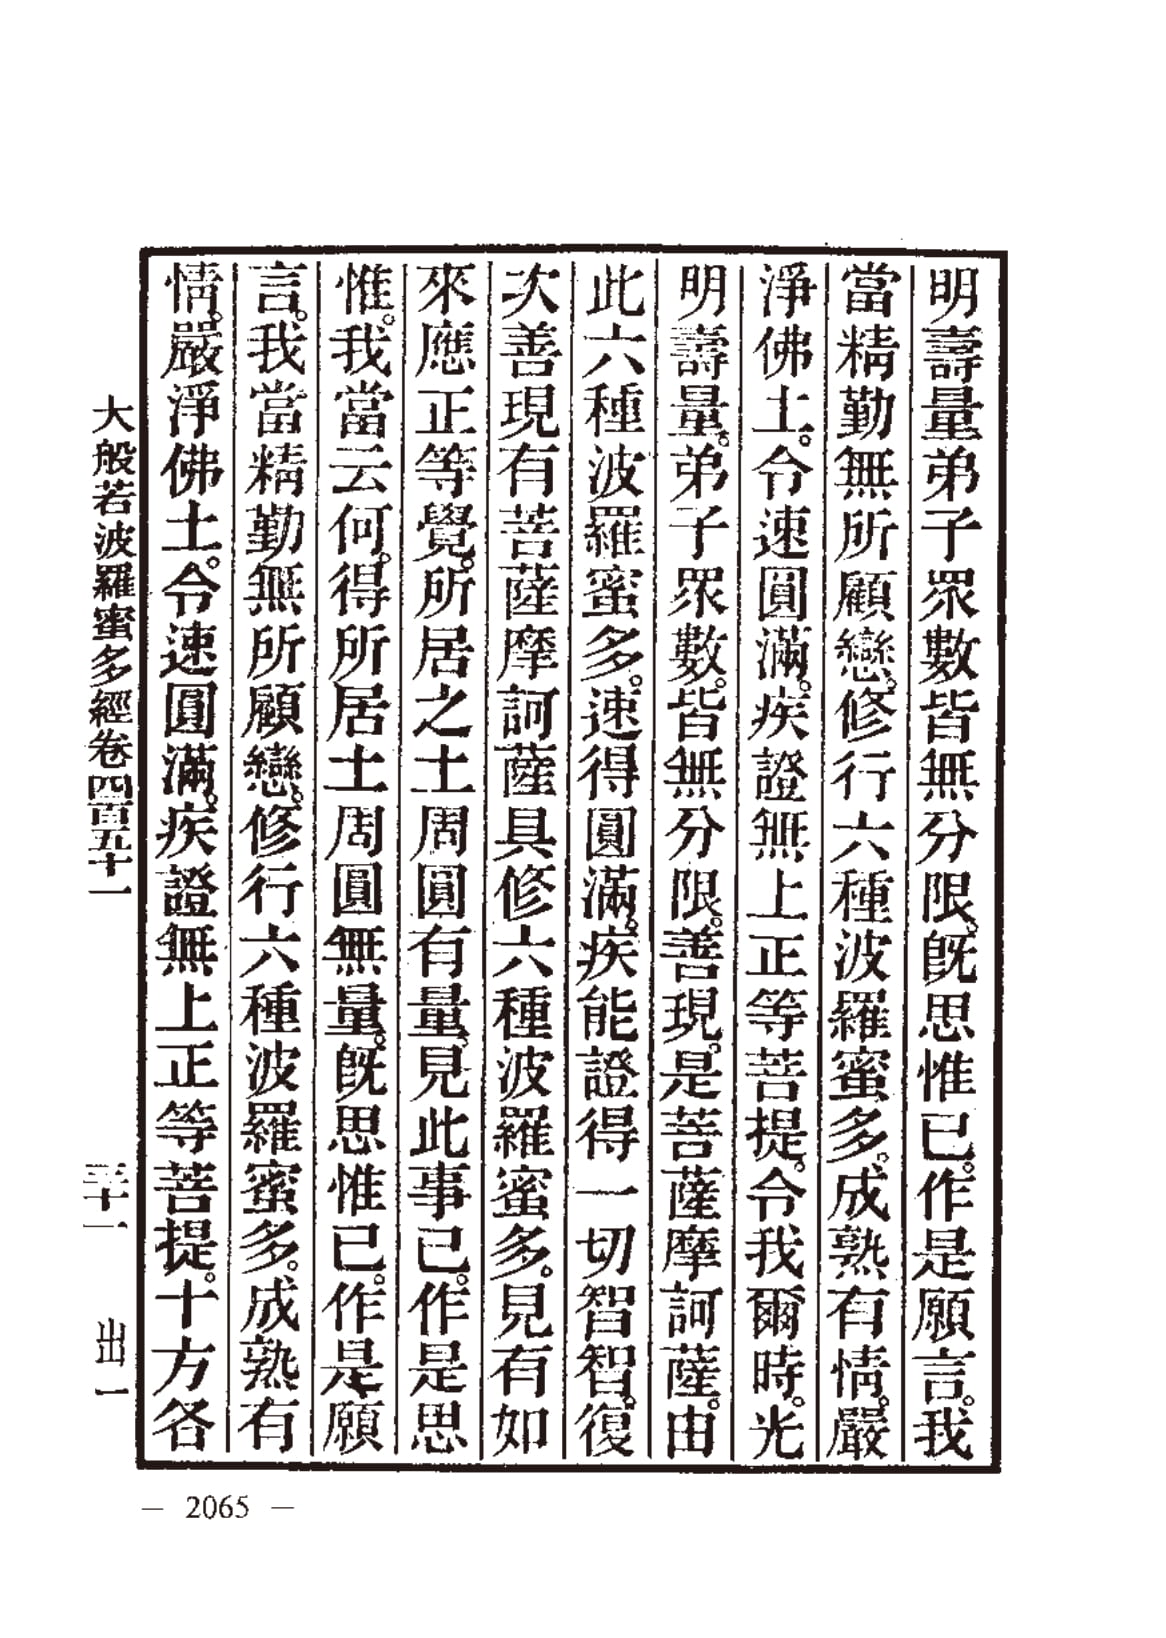 明壽量弟子眾數皆無分限。既思惟已。作是願言。我
當精勤無所顧戀。修行六種波羅蜜多。成熟有情。嚴
淨佛土。令速圓滿。疾證無上正等菩提。令我爾時。光
明壽量。弟子眾數。皆無分限。善現。是菩薩摩訶薩。由
此六種波羅蜜多。速得圓滿。疾能證得一切智智。復
次善現有菩薩摩訶薩具修六種波羅蜜多。見有如
來應正等覺。所居之土周圓有量。見此事已。作是思
惟。我當云何。得所居土周圓無量。既思惟已。作是願
言。我當精勤無所顧戀。修行六種波羅蜜多。成熟有
情。嚴淨佛土。令速圓滿。疾證無上正等菩提。十方各
大般若波羅蜜多經卷四百五十一 三十一 出一
— 2065 —